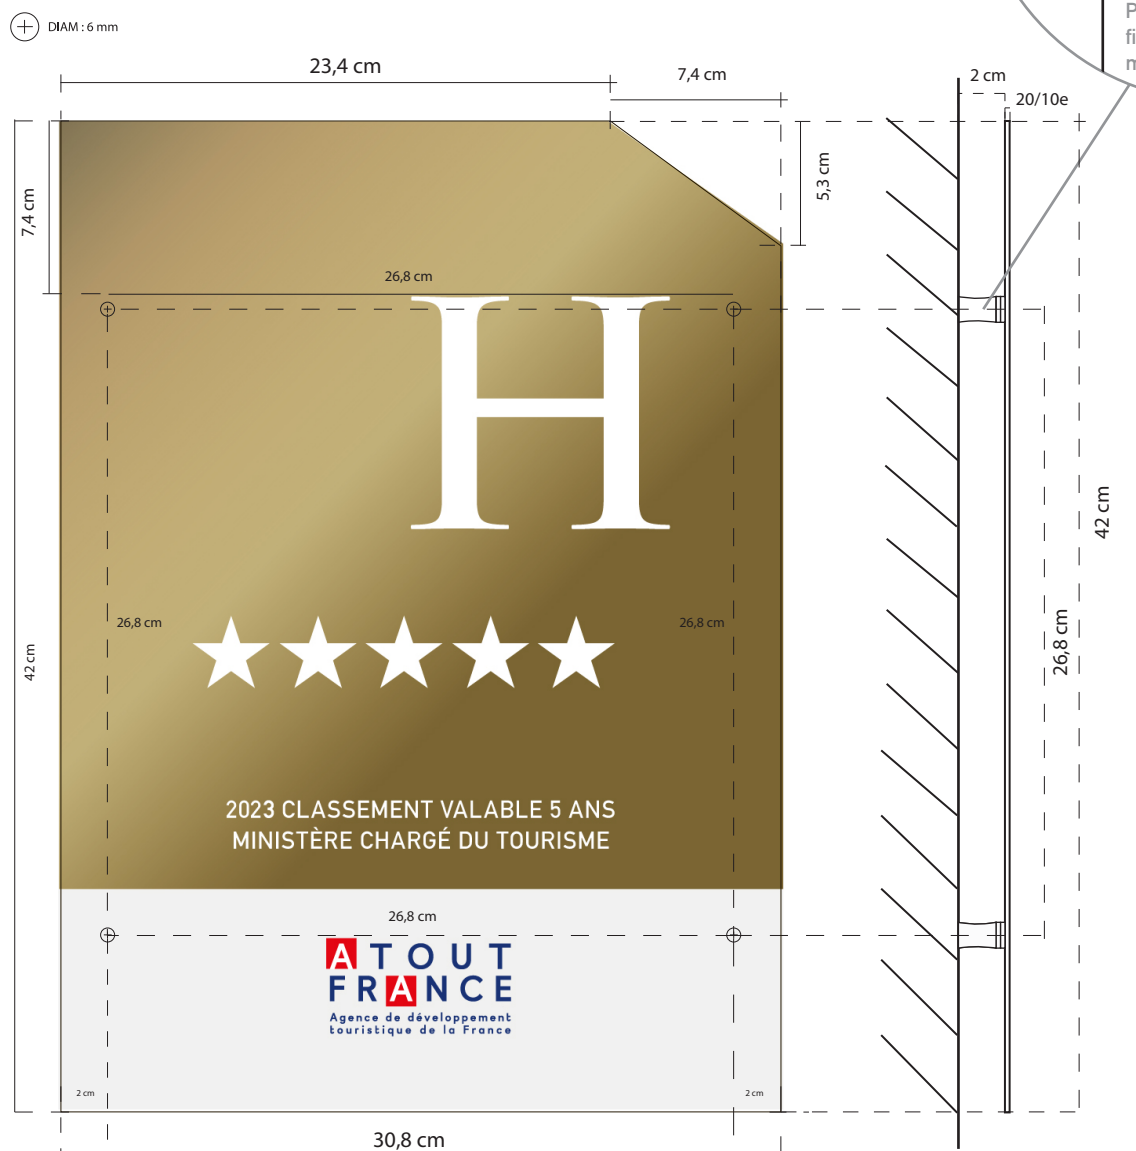 DIAM : 6 mm
23,4 cm
7,4 cm
2 cm
20/10e
7,4 cm
5,3 cm
26,8 cm
H
42 cm
26,8 cm
26,8 cm
26,8 cm
42 cm
2023 CLASSEMENT VALABLE 5 ANS
MINISTÈRE CHARGÉ DU TOURISME
26,8 cm
ATOUT
FRANCE
Agence de développement
touristique de la France
2 cm
2 cm
30,8 cm